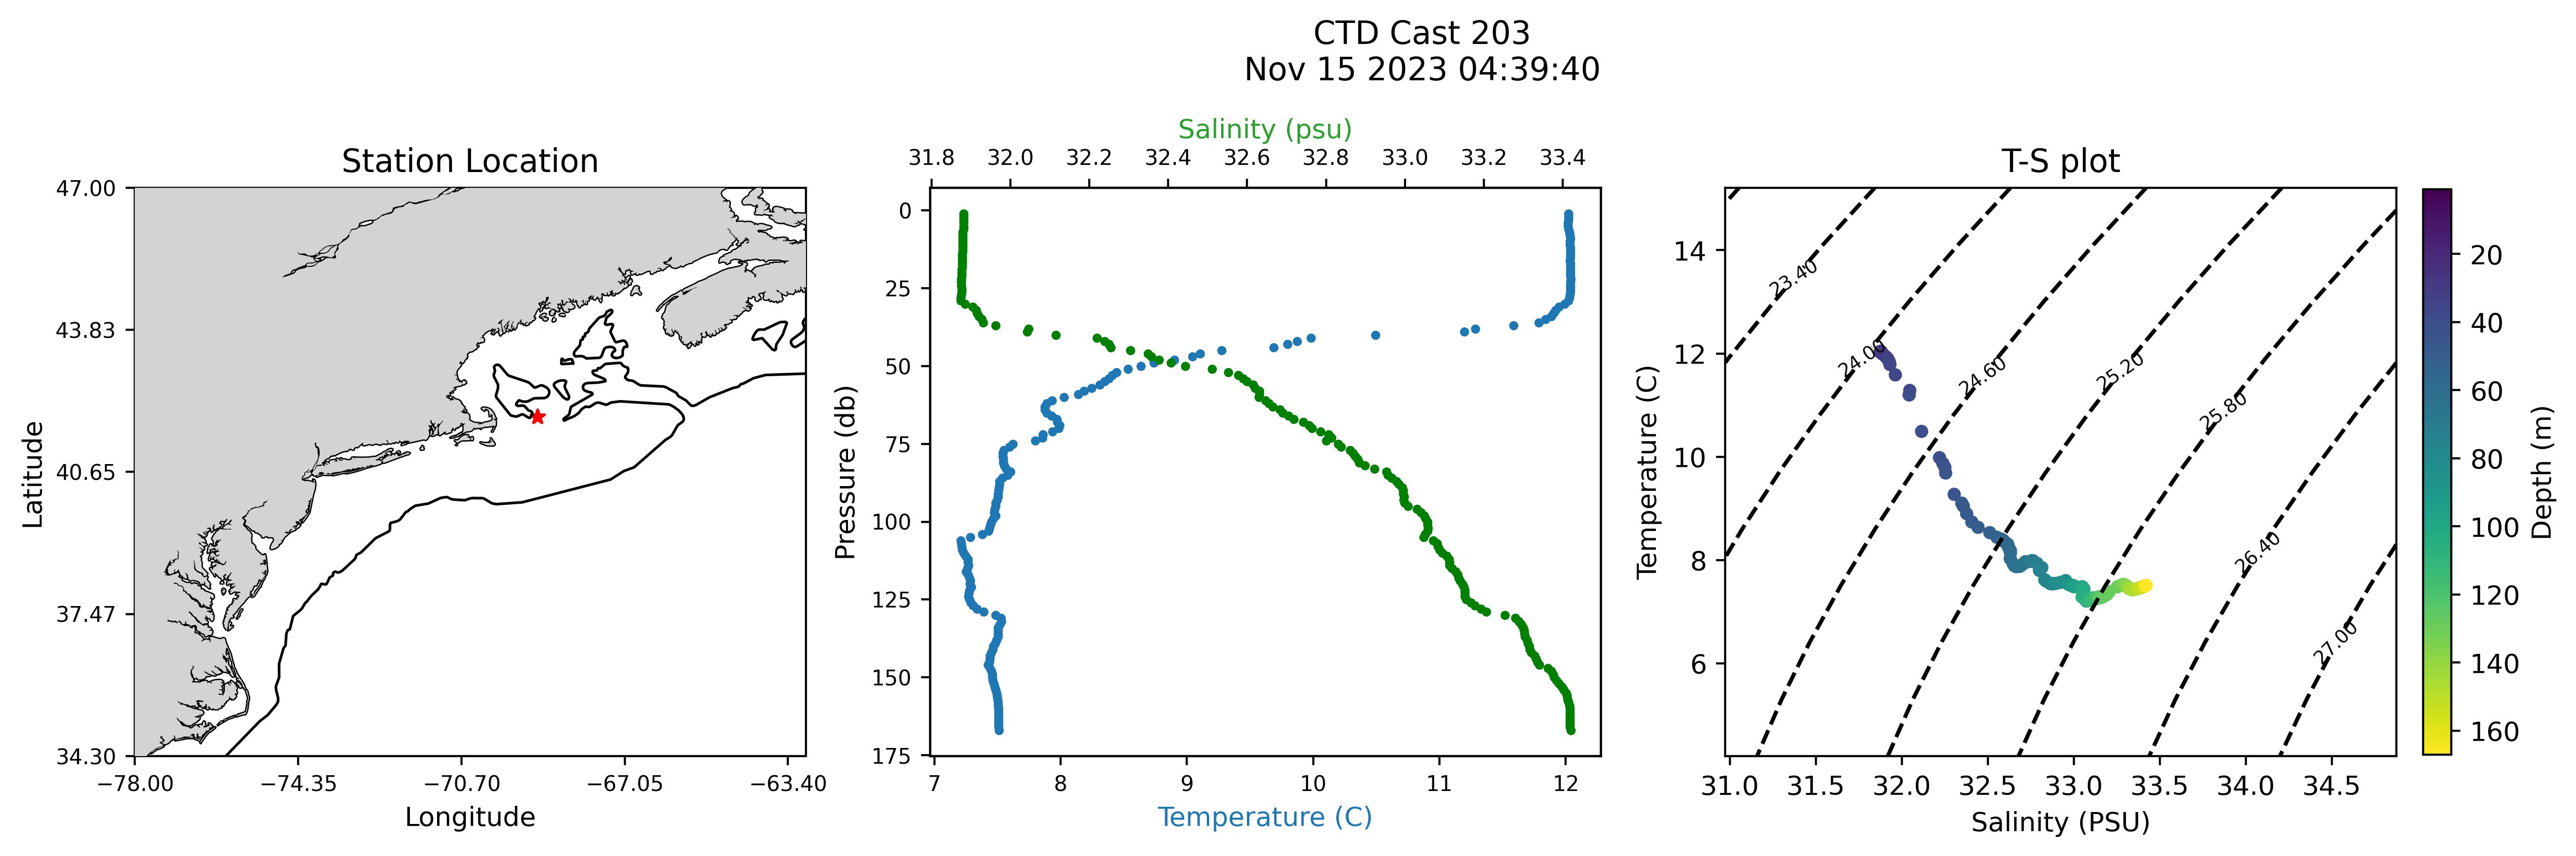 CTD Cast 203
Nov 15 2023 04:39:40
Station Location
47.00
43.83
40.65
37.47
34.30
Latitude
−78.00 −74.35 −70.70 −67.05 −63.40
Longitude
Salinity (psu)
31.8 32.0 32.2 32.4 32.6 32.8 33.0 33.2 33.4
0
25
50
75
100
125
150
175
Pressure (db)
7 8 9 10 11 12
Temperature (C)
T-S plot
14
12
10
8
6
Temperature (C)
23.40
24.00
24.60
25.20
25.80
26.40
27.00
31.0 31.5 32.0 32.5 33.0 33.5 34.0 34.5
Salinity (PSU)
20
40
60
80
100
120
140
160
Depth (m)